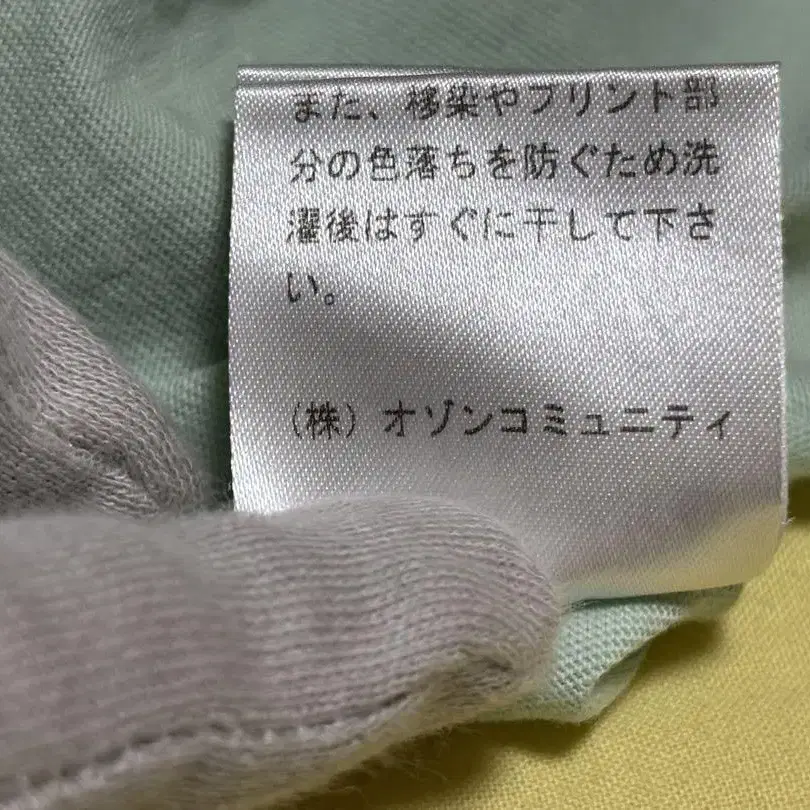 また、移染やプリント部
分の色落ちを防ぐため洗
濯後はすぐに干して下さ
い。
(株) オゾンコミュニティ